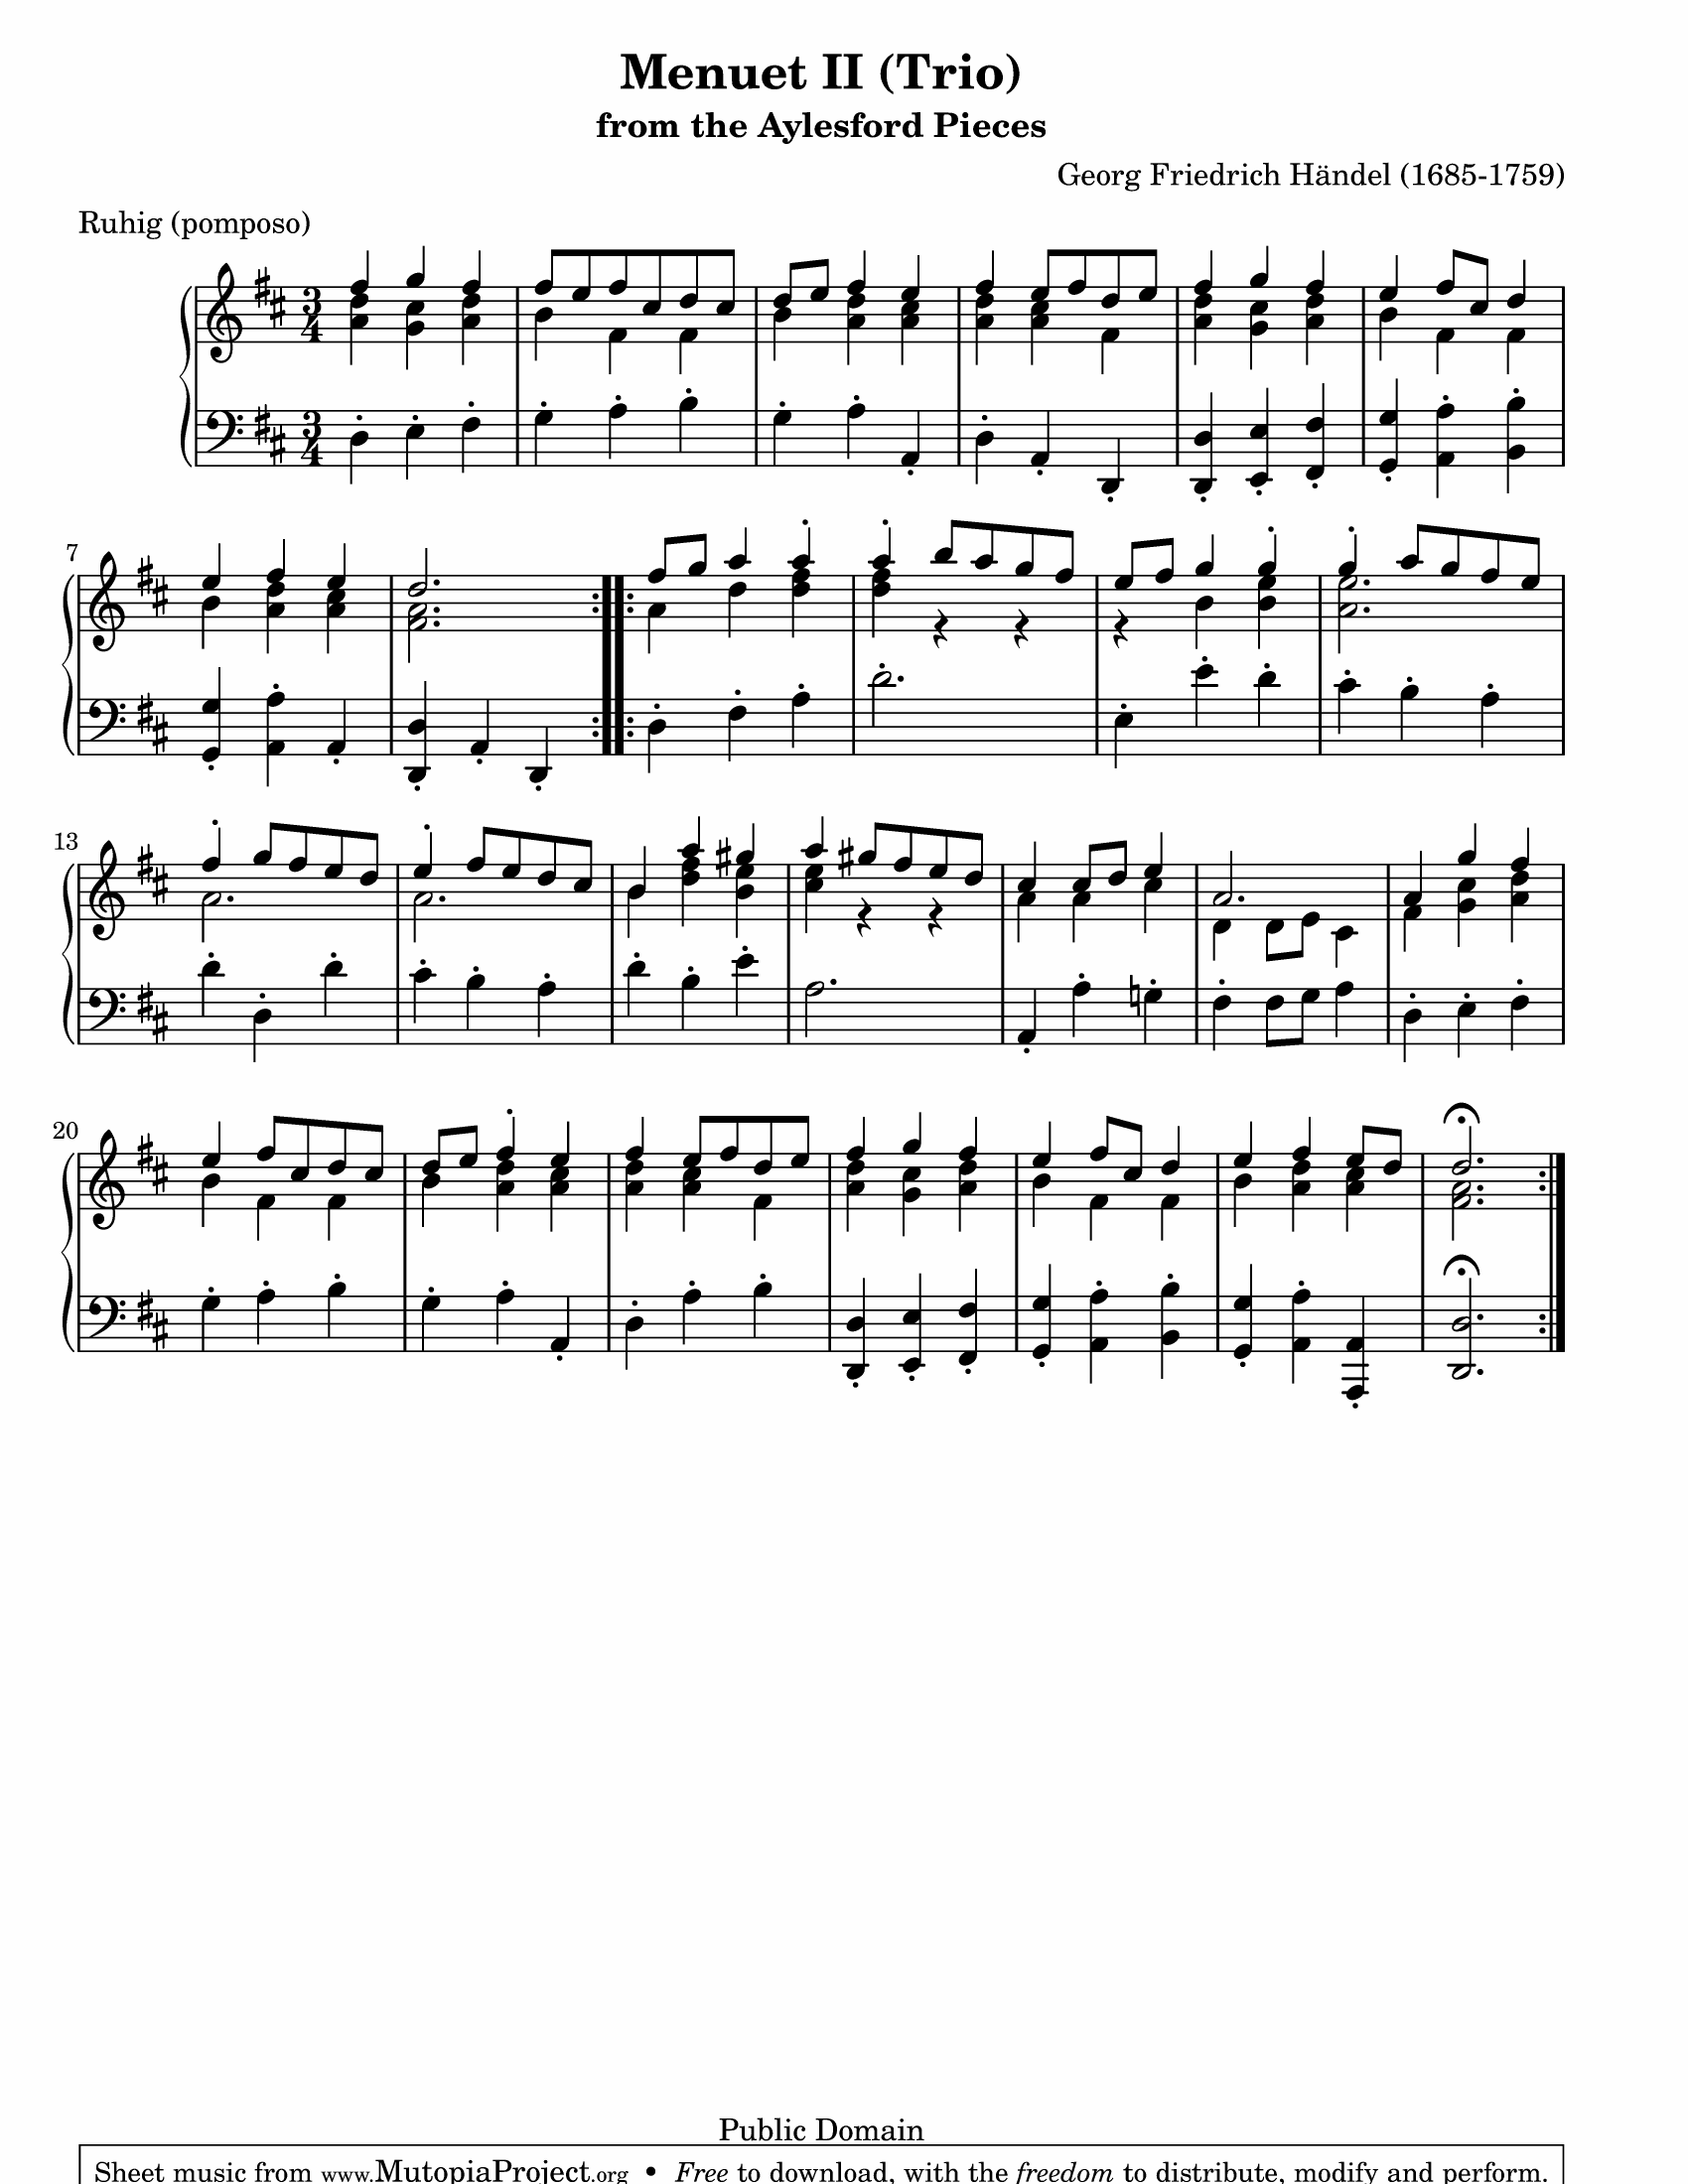 Menuet II (Trio)
from the Aylesford Pieces
Georg Friedrich Händel (1685-1759)
Ruhig (pomposo)
3
4
3
4
7
13
20
Public Domain
Sheet music from www.MutopiaProject.org • Free to download, with the freedom to distribute, modify and perform.